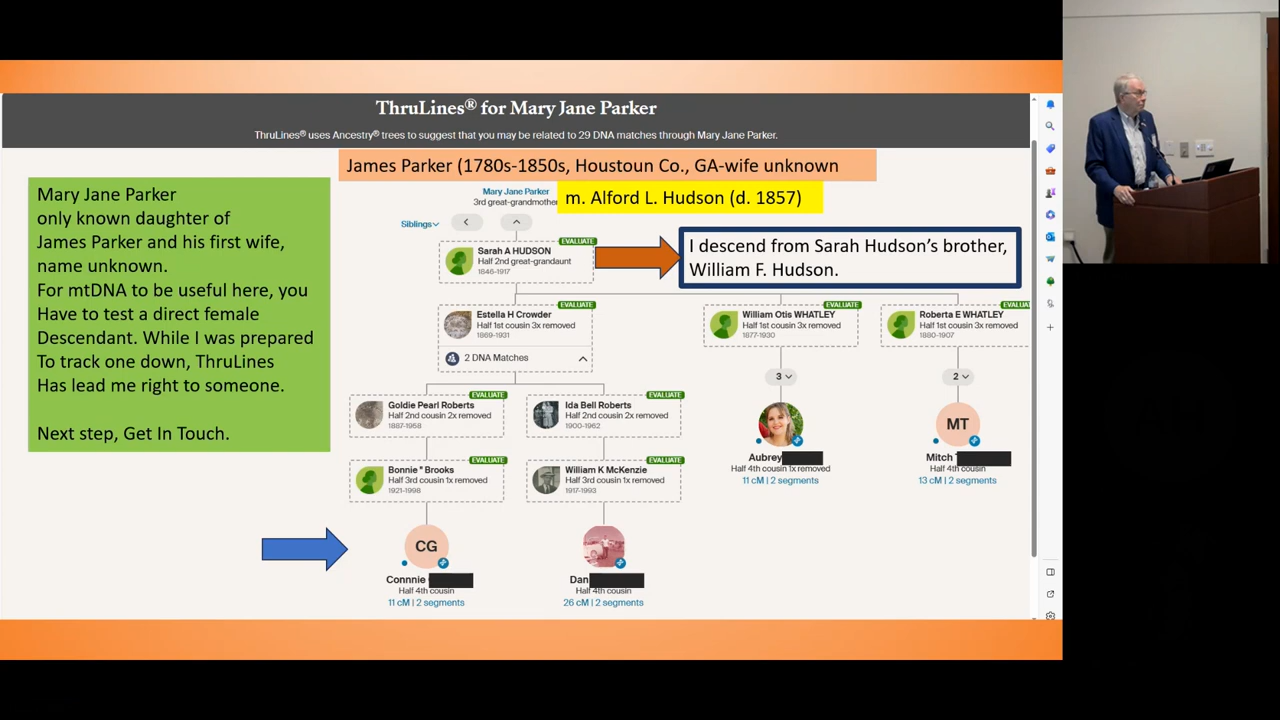 ThruLines® for Mary Jane Parker
ThruLines® uses Ancestry® trees to suggest that you may be related to 29 DNA matches through Mary Jane Parker.
James Parker (1780s-1850s, Houstoun Co., GA-wife unknown
Mary Jane Parker
only known daughter of
James Parker and his first wife,
name unknown.
For mtDNA to be useful here, you
Have to test a direct female
Descendant. While I was prepared
To track one down, ThruLines
Has lead me right to someone.
Next step, Get In Touch.
Mary Jane Parker
3rd great-grandmother
m. Alford L. Hudson (d. 1857)
Siblings
EVALUATE
Sarah A HUDSON
Half 2nd great-grandaunt
1846-1917
I descend from Sarah Hudson's brother,
William F. Hudson.
EVALUATE
Estella H Crowder
Half 1st cousin 3x removed
1869-1931
2 DNA Matches
EVALUATE
William Otis WHATLEY
Half 1st cousin 3x removed
1877-1930
3
EVALUA
Roberta E WHATLEY
Half 1st cousin 3x removed
1880-1907
2
EVALUATE
Goldie Pearl Roberts
Half 2nd cousin 2x removed
1887-1958
EVALUATE
Ida Bell Roberts
Half 2nd cousin 2x removed
1900-1962
Aubrey
Half 4th cousin 1x removed
11 cM | 2 segments
MT
Mitch
Half 4th cousin
13 cM | 2 segments
EVALUATE
Bonnie * Brooks
Half 3rd cousin 1x removed
1921-1998
EVALUATE
William K McKenzie
Half 3rd cousin 1x removed
1917-1993
CG
Connnie
Half 4th cousin
11 cM | 2 segments
Dan
Half 4th cousin
26 cM | 2 segments